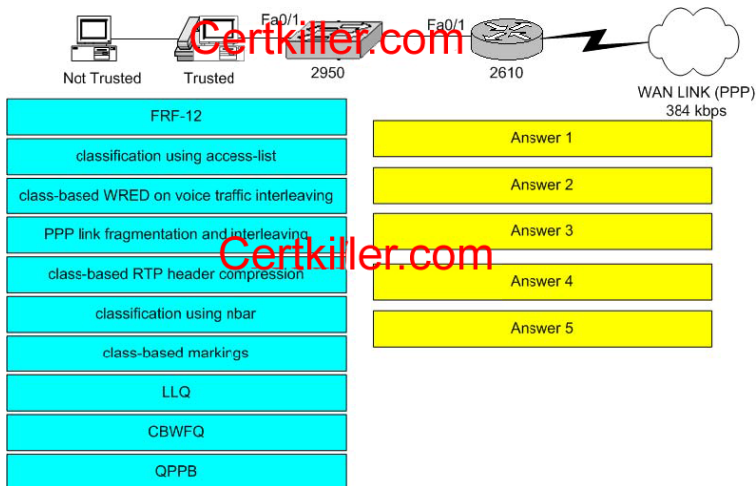 Fa0/1
Certkiller.com
Fa0/1
Not Trusted
Trusted
2950
2610
WAN LINK (PPP)
384 kbps
FRF-12
classification using access-list
class-based WRED on voice traffic interleaving
PPP link fragmentation and interleaving
class-based RTP header compression
classification using nbar
class-based markings
LLQ
CBWFQ
QPPB
Certkiller.com
Answer 1
Answer 2
Answer 3
Answer 4
Answer 5